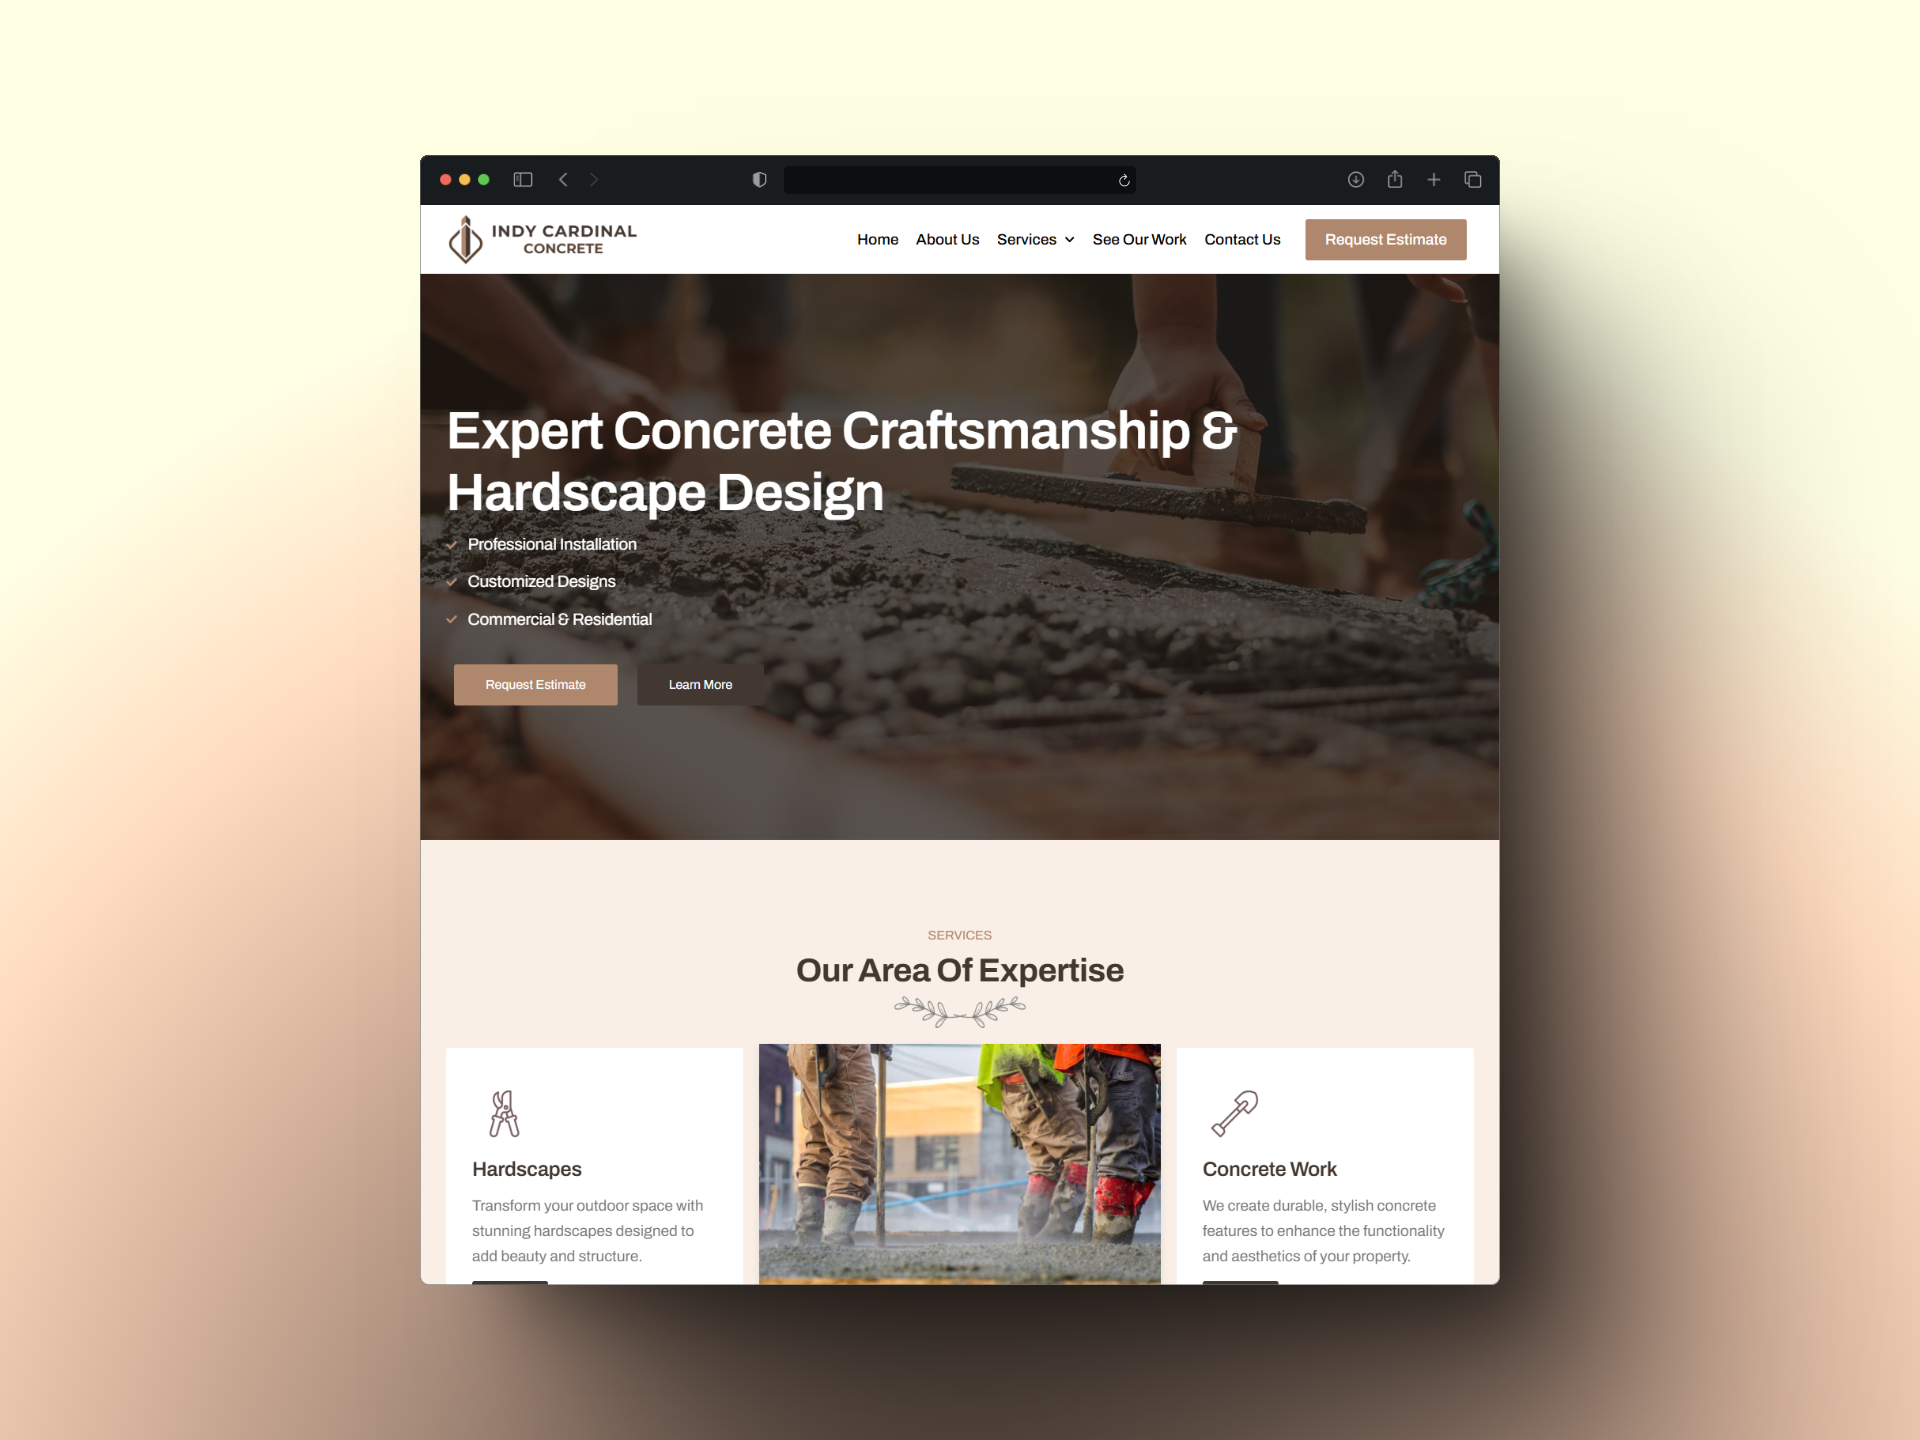 INDY CARDINAL
CONCRETE
Home About Us Services See Our Work Contact Us Request Estimate
Expert Concrete Craftsmanship &
Hardscape Design
Professional Installation
Customized Designs
Commercial & Residential
Request Estimate Learn More
SERVICES
Our Area Of Expertise
Hardscapes
Transform your outdoor space with
stunning hardscapes designed to
add beauty and structure.
Concrete Work
We create durable, stylish concrete
features to enhance the functionality
and aesthetics of your property.